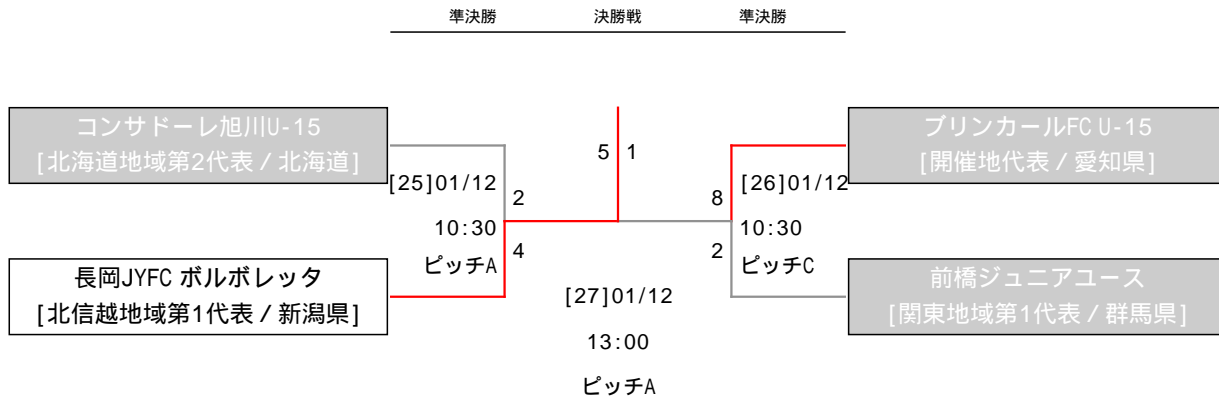 準決勝 決勝戦 準決勝
コンサドーレ旭川U-15
[北海道地域第2代表 / 北海道]
ブリンカールFC U-15
[開催地代表 / 愛知県]
5 1
[25]01/12
2
10:30
4
ピッチA
8
[26]01/12
10:30
2
ピッチC
長岡JYFC ボルボレッタ
[北信越地域第1代表 / 新潟県]
前橋ジュニアユース
[関東地域第1代表 / 群馬県]
[27]01/12
13:00
ピッチA